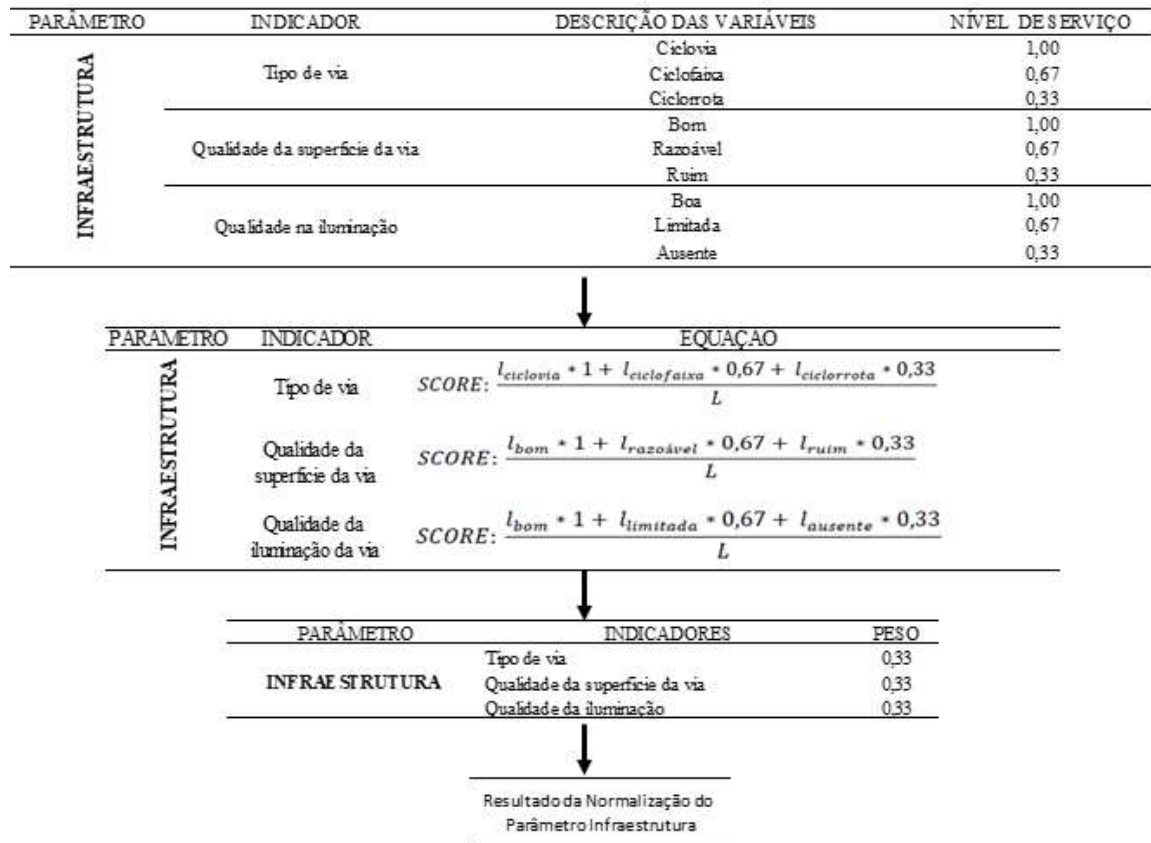 PARÂMETRO INDICADOR DESCRIÇÃO DAS VARIÁVEIS NÍVEL DE SERVIÇO
INFRAESTRUTURA
Tipo de via
Ciclovia 1,00
Ciclofaixa 0,67
Ciclorrota 0,33
Qualidade da superfície da via
Bom 1,00
Razoável 0,67
Ruim 0,33
Qualidade na iluminação
Boa 1,00
Limitada 0,67
Ausente 0,33
PARAMETRO INDICADOR EQUAÇAO
INFRAESTRUTURA
Tipo de via
SCORE: l_ciclovia * 1 + l_ciclofaixa * 0,67 + l_ciclorrota * 0,33
L
Qualidade da
superfície da via
SCORE: l_bom * 1 + l_razoável * 0,67 + l_ruim * 0,33
L
Qualidade da
iluminação da via
SCORE: l_bom * 1 + l_limitada * 0,67 + l_ausente * 0,33
L
PARÂMETRO INDICADORES PESO
INFRAESTRUTURA
Tipo de via 0,33
Qualidade da superfície da via 0,33
Qualidade da iluminação 0,33
Resultado da Normalização do
Parâmetro Infraestrutura